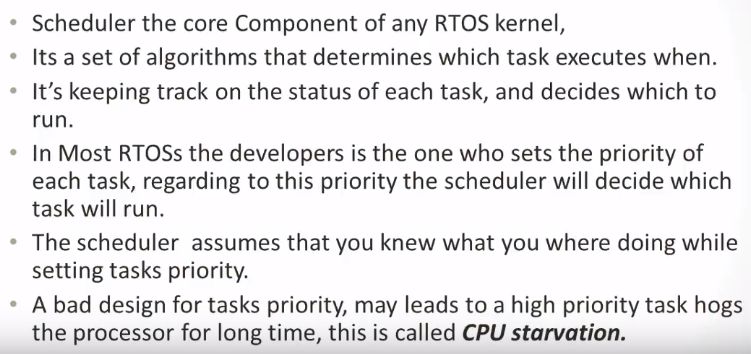 • Scheduler the core Component of any RTOS kernel,
• Its a set of algorithms that determines which task executes when.
• It’s keeping track on the status of each task, and decides which to
run.
• In Most RTOSs the developers is the one who sets the priority of
each task, regarding to this priority the scheduler will decide which
task will run.
• The scheduler assumes that you knew what you where doing while
setting tasks priority.
• A bad design for tasks priority, may leads to a high priority task hogs
the processor for long time, this is called CPU starvation.